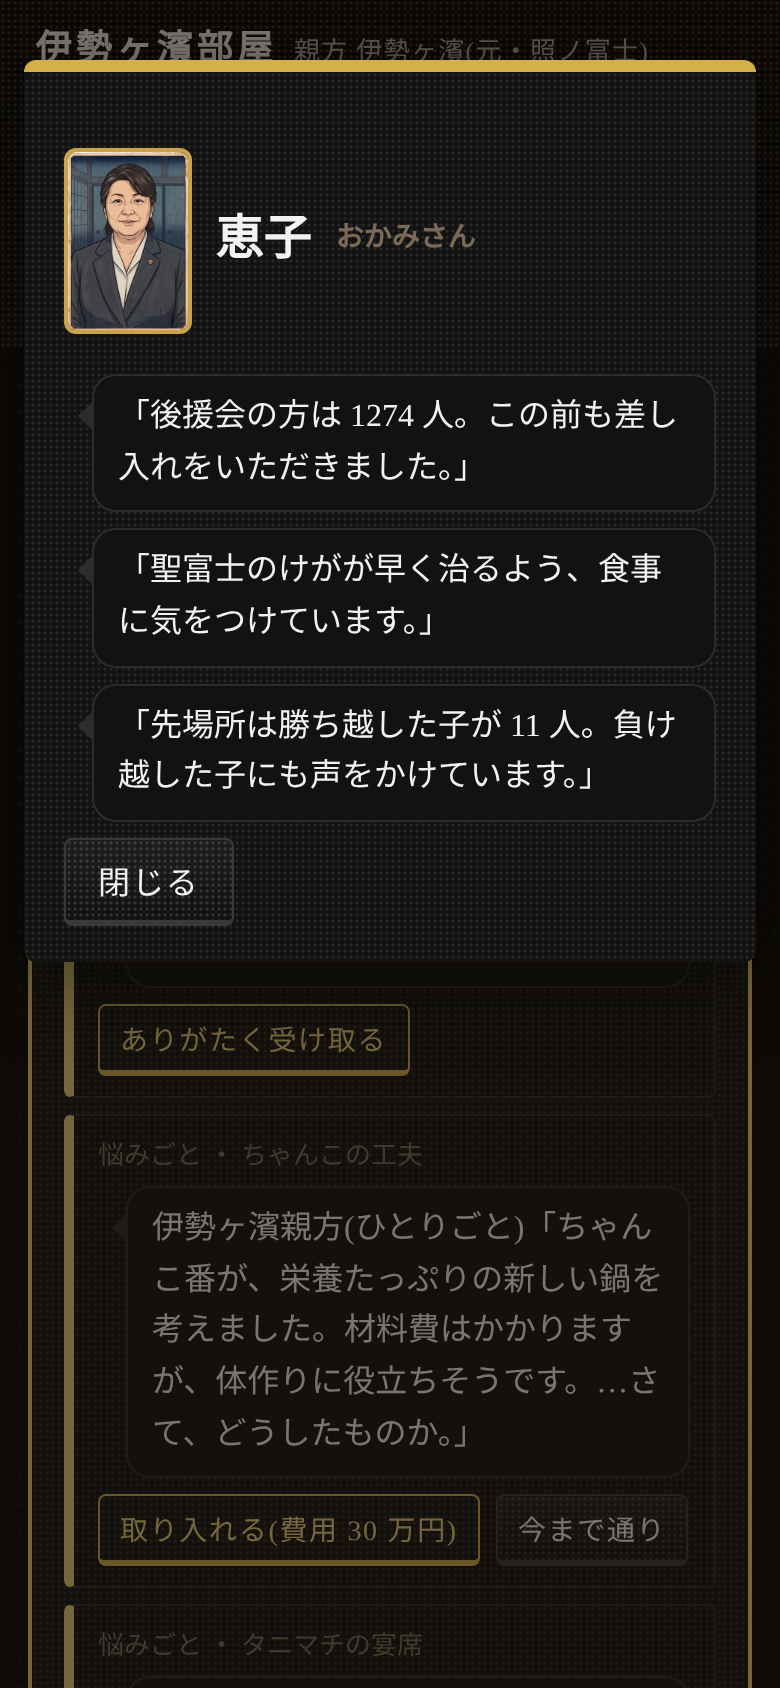 伊勢ヶ濱部屋 親方 伊勢ヶ濱(元・照ノ富士)
恵子 おかみさん
「後援会の方は 1274 人。この前も差し
入れをいただきました。」
「聖富士のけがが早く治るよう、食事
に気をつけています。」
「先場所は勝ち越した子が 11 人。負け
越した子にも声をかけています。」
閉じる
ありがたく受け取る
悩みごと ・ ちゃんこの工夫
伊勢ヶ濱親方(ひとりごと)「ちゃん
こ番が、栄養たっぷりの新しい鍋を
考えました。材料費はかかります
が、体作りに役立ちそうです。…さ
て、どうしたものか。」
取り入れる(費用 30 万円) 今まで通り
悩みごと ・ タニマチの宴席